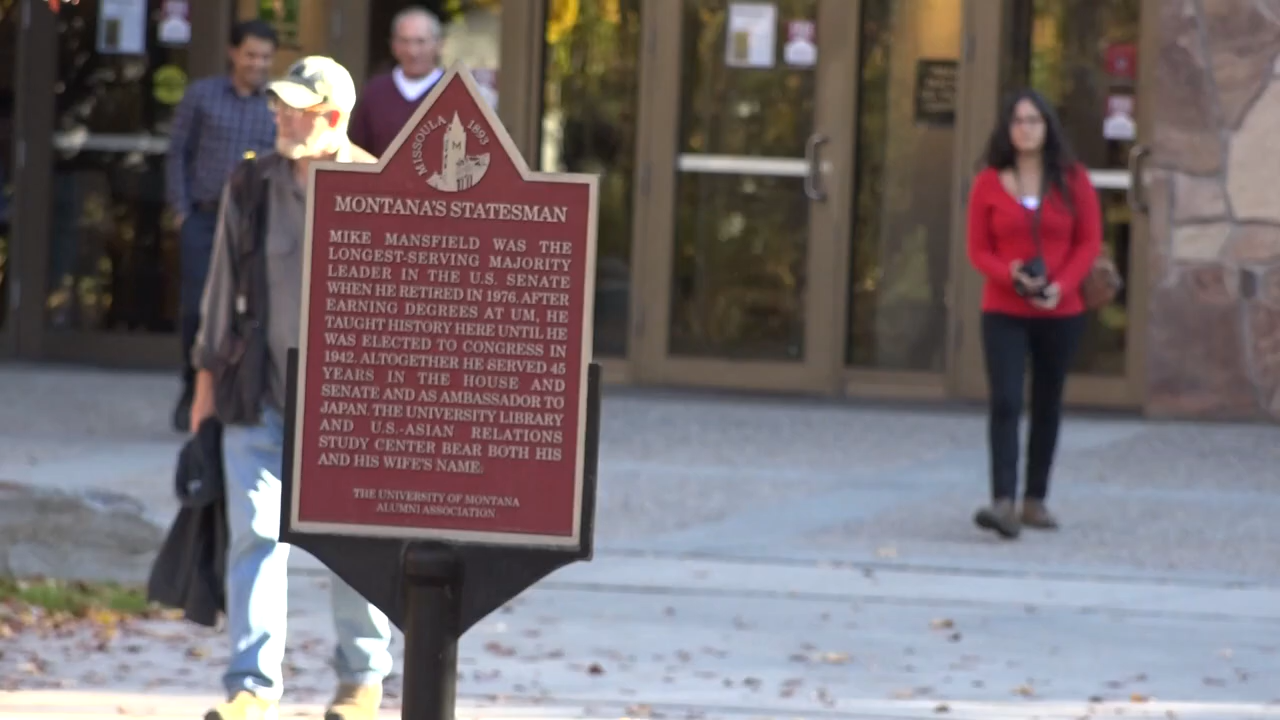 MISSOULA 1893
M
MONTANA'S STATESMAN
MIKE MANSFIELD WAS THE
LONGEST-SERVING MAJORITY
LEADER IN THE U.S. SENATE
WHEN HE RETIRED IN 1976. AFTER
EARNING DEGREES AT UM, HE
TAUGHT HISTORY HERE UNTIL HE
WAS ELECTED TO CONGRESS IN
1942. ALTOGETHER HE SERVED 45
YEARS IN THE HOUSE AND
SENATE AND AS AMBASSADOR TO
JAPAN. THE UNIVERSITY LIBRARY
AND U.S.-ASIAN RELATIONS
STUDY CENTER BEAR BOTH HIS
AND HIS WIFE'S NAME.
THE UNIVERSITY OF MONTANA
ALUMNI ASSOCIATION